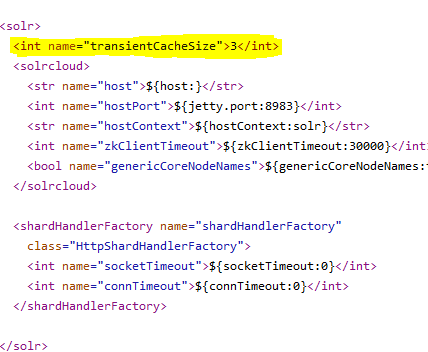 <solr>
<int name="transientCacheSize">3</int>
<solrcloud>
<str name="host">${host:}</str>
<int name="hostPort">${jetty.port:8983}</int>
<str name="hostContext">${hostContext:solr}</str>
<int name="zkClientTimeout">${zkClientTimeout:30000}</int
<bool name="genericCoreNodeNames">${genericCoreNodeNames:
</solrcloud>
<shardHandlerFactory name="shardHandlerFactory"
class="HttpShardHandlerFactory">
<int name="socketTimeout">${socketTimeout:0}</int>
<int name="connTimeout">${connTimeout:0}</int>
</shardHandlerFactory>
</solr>